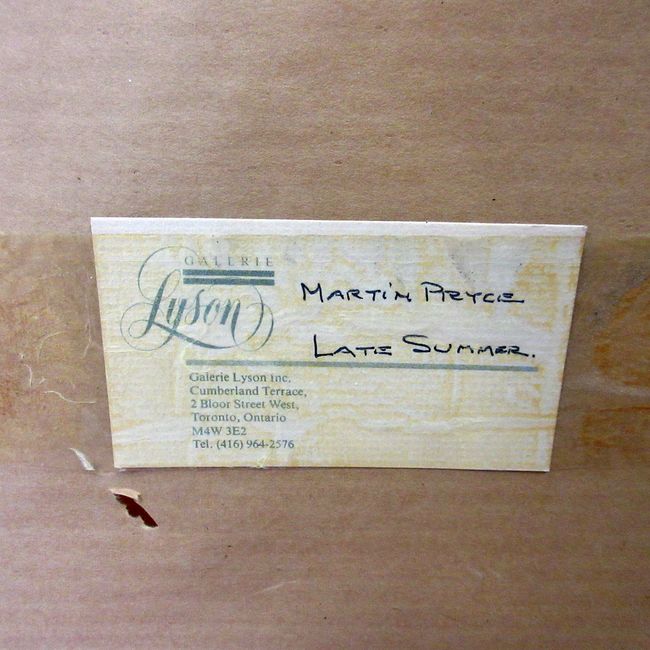 GALERIE
Lyson
MARTIN PRYCE
LATE SUMMER.
Galerie Lyson Inc.
Cumberland Terrace,
2 Bloor Street West,
Toronto, Ontario
M4W 3E2
Tel. (416) 964-2576